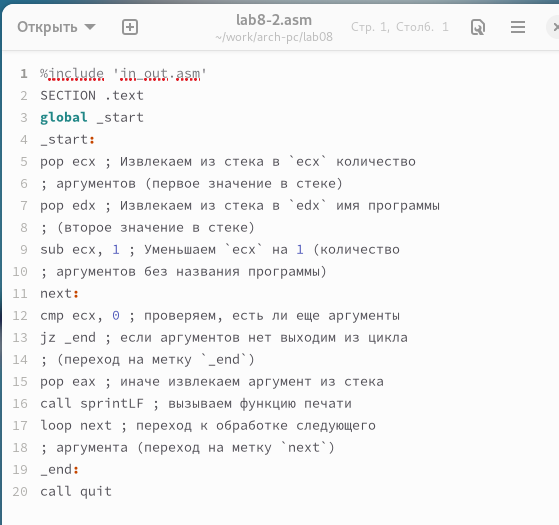 Открыть
lab8-2.asm
~/work/arch-pc/lab08
Стр. 1, Столб. 1
1 %include 'in_out.asm'
2 SECTION .text
3 global _start
4 _start:
5 pop ecx ; Извлекаем из стека в `ecx` количество
6 ; аргументов (первое значение в стеке)
7 pop edx ; Извлекаем из стека в `edx` имя программы
8 ; (второе значение в стеке)
9 sub ecx, 1 ; Уменьшаем `ecx` на 1 (количество
10 ; аргументов без названия программы)
11 next:
12 cmp ecx, 0 ; проверяем, есть ли еще аргументы
13 jz _end ; если аргументов нет выходим из цикла
14 ; (переход на метку `_end`)
15 pop eax ; иначе извлекаем аргумент из стека
16 call sprintLF ; вызываем функцию печати
17 loop next ; переход к обработке следующего
18 ; аргумента (переход на метку `next`)
19 _end:
20 call quit